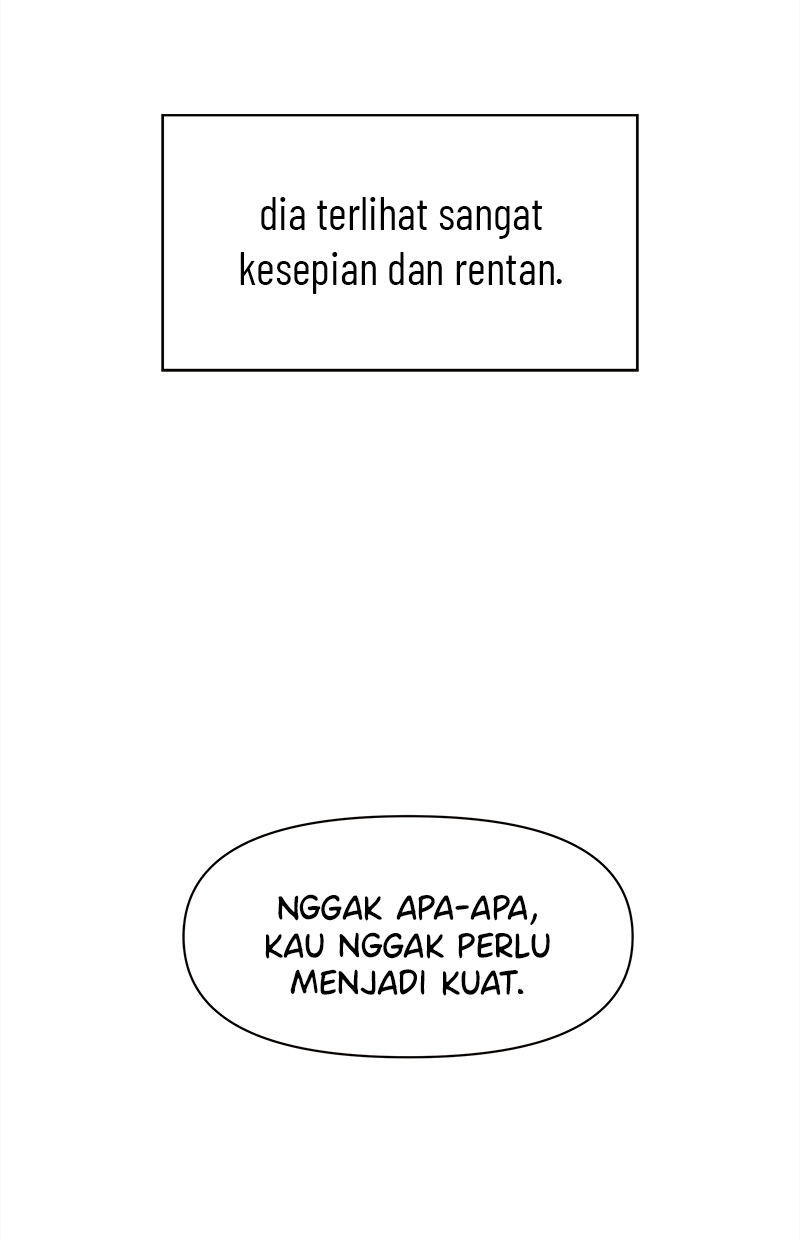 dia terlihat sangat
kesepian dan rentan.
NGGAK APA-APA,
KAU NGGAK PERLU
MENJADI KUAT.